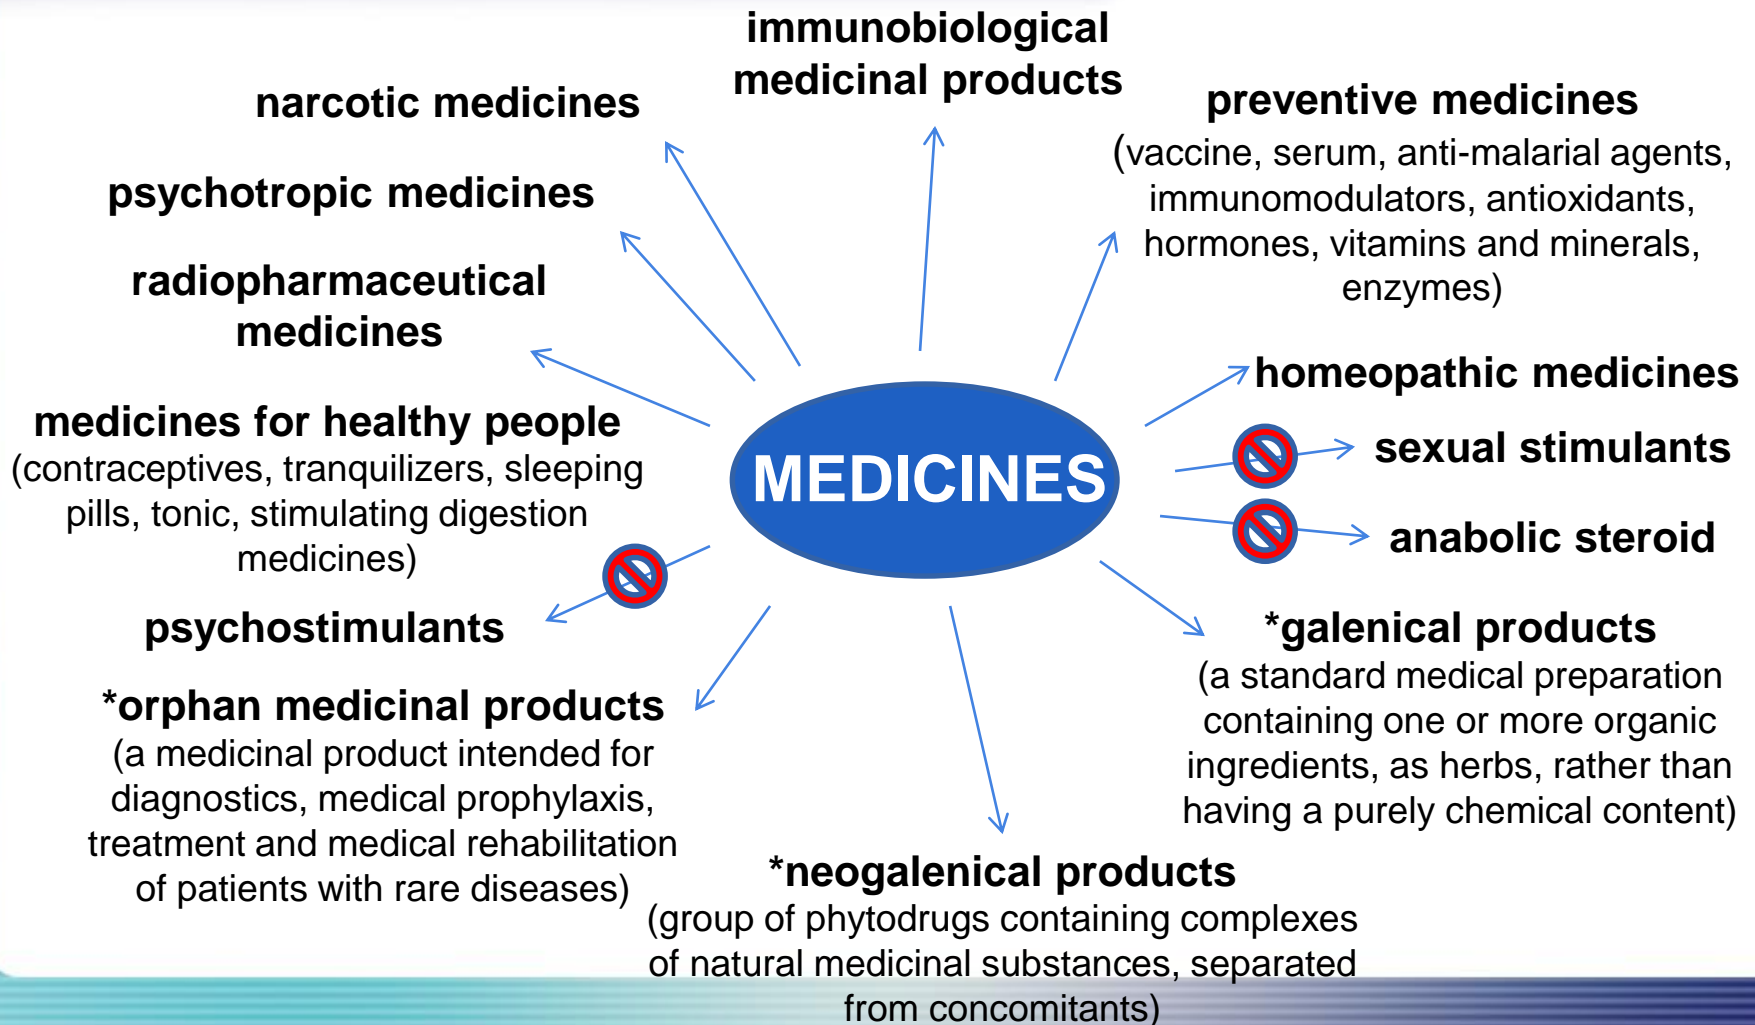 immunobiological
medicinal products
narcotic medicines
preventive medicines
(vaccine, serum, anti-malarial agents,
immunomodulators, antioxidants,
hormones, vitamins and minerals,
enzymes)
psychotropic medicines
radiopharmaceutical
medicines
homeopathic medicines
medicines for healthy people
(contraceptives, tranquilizers, sleeping
pills, tonic, stimulating digestion
medicines)
MEDICINES
sexual stimulants
anabolic steroid
psychostimulants
*galenical products
(a standard medical preparation
containing one or more organic
ingredients, as herbs, rather than
having a purely chemical content)
*orphan medicinal products
(a medicinal product intended for
diagnostics, medical prophylaxis,
treatment and medical rehabilitation
of patients with rare diseases)
*neogalenical products
(group of phytodrugs containing complexes
of natural medicinal substances, separated
from concomitants)